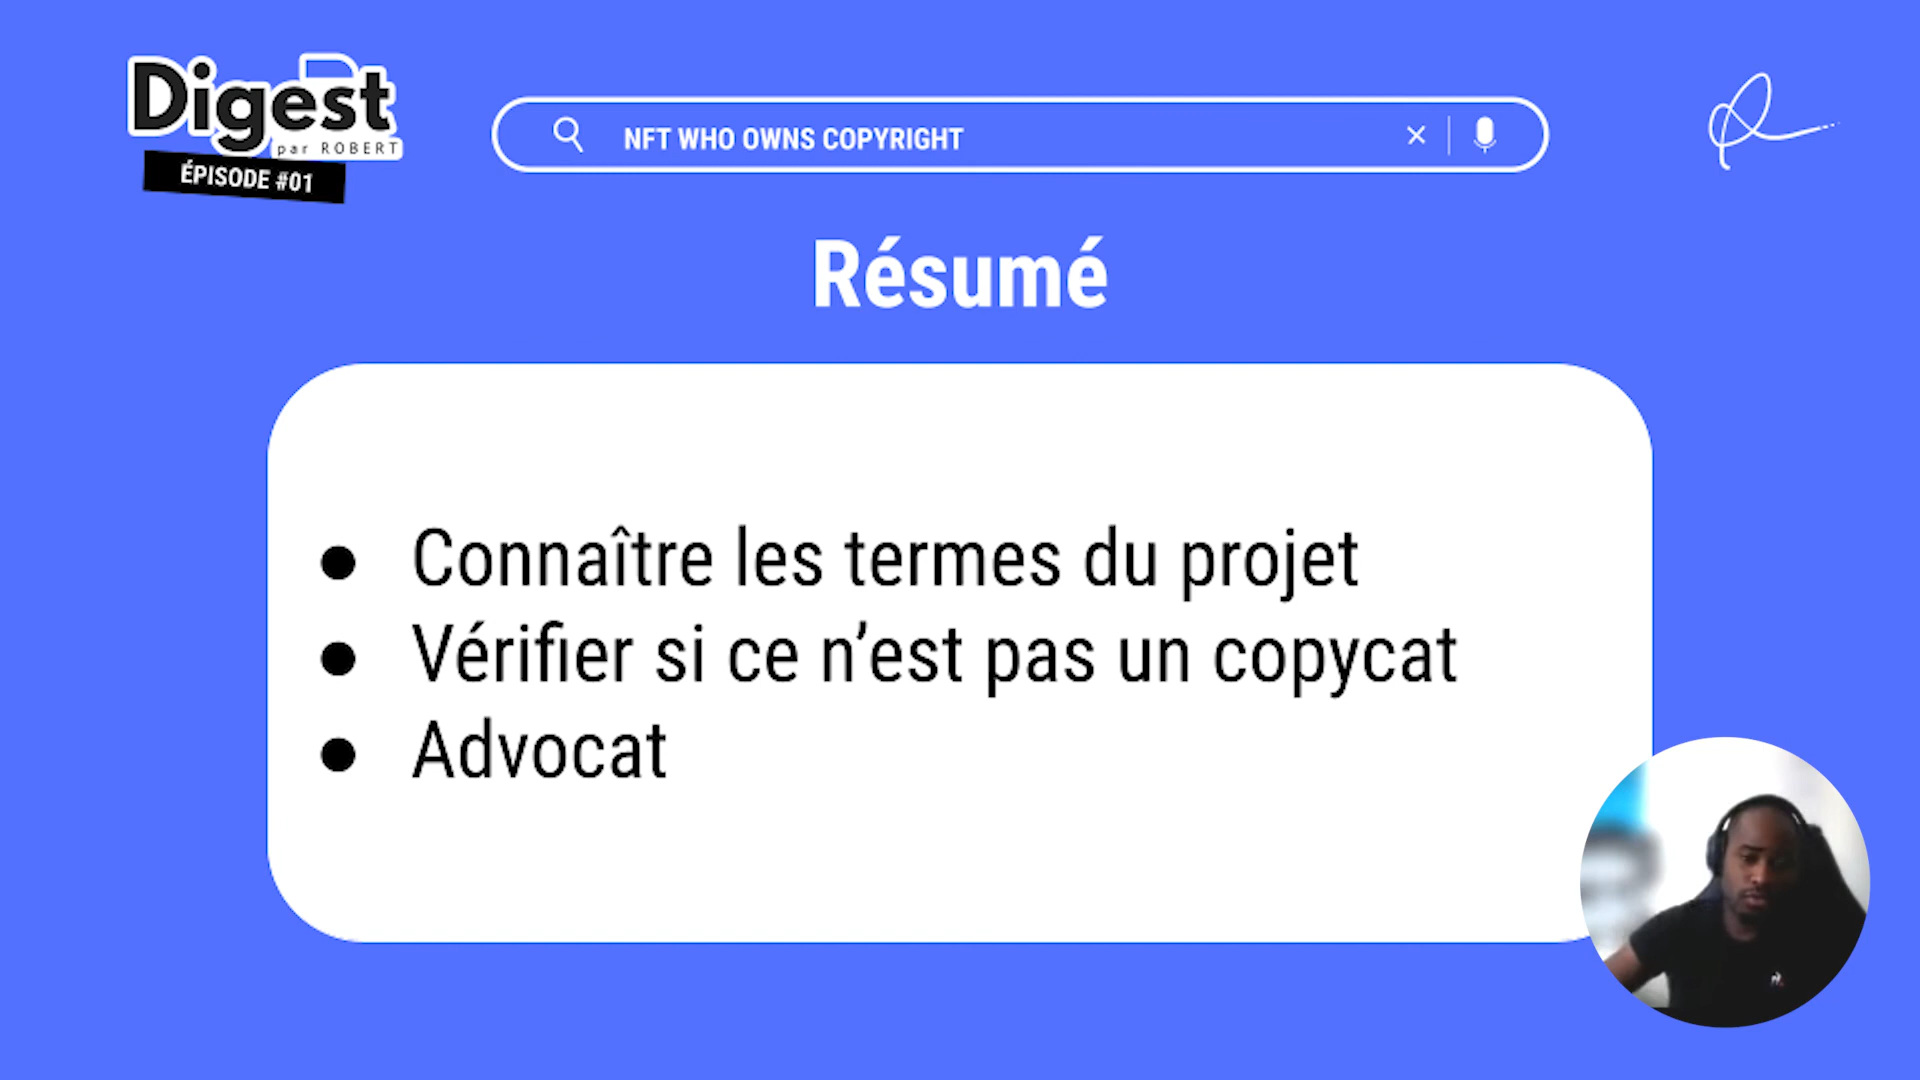 Digest
par ROBERT
ÉPISODE #01
NFT WHO OWNS COPYRIGHT
Résumé
● Connaître les termes du projet
● Vérifier si ce n’est pas un copycat
● Advocat